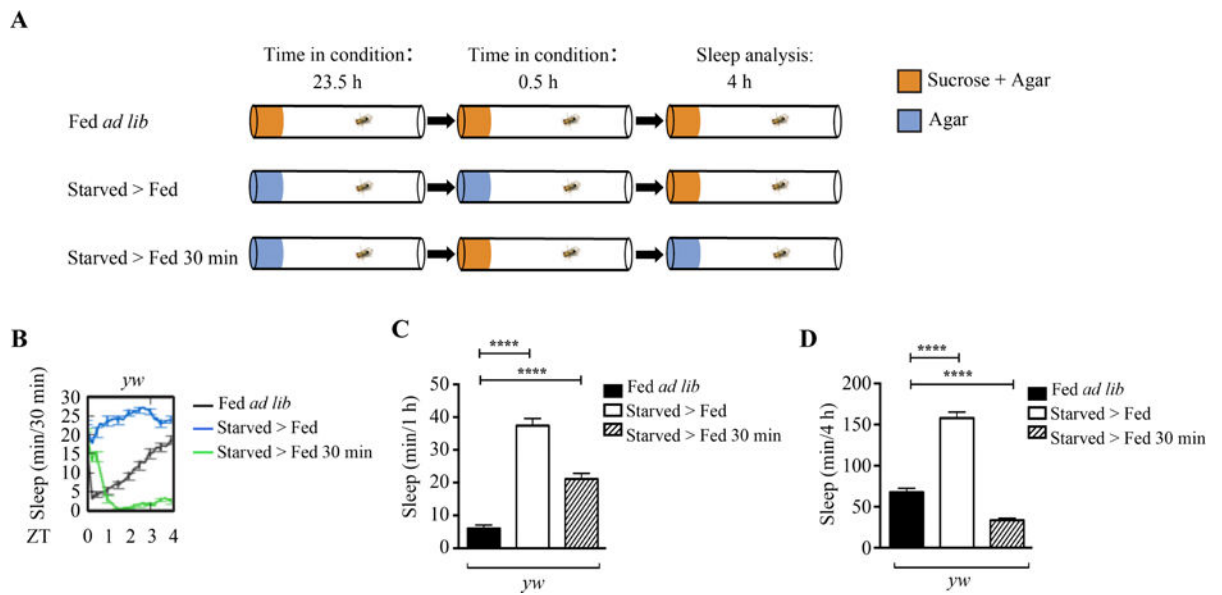 A
Time in condition: Time in condition: Sleep analysis:
23.5 h 0.5 h 4 h
Sucrose + Agar
Agar
Fed ad lib
Starved > Fed
Starved > Fed 30 min
B
yw
Sleep (min/30 min)
30
25
20
15
10
5
0
ZT 0 1 2 3 4
Fed ad lib
Starved > Fed
Starved > Fed 30 min
C
****
****
Sleep (min/1 h)
50
40
30
20
10
0
yw
Fed ad lib
Starved > Fed
Starved > Fed 30 min
D
****
****
Sleep (min/4 h)
200
150
100
50
0
yw
Fed ad lib
Starved > Fed
Starved > Fed 30 min